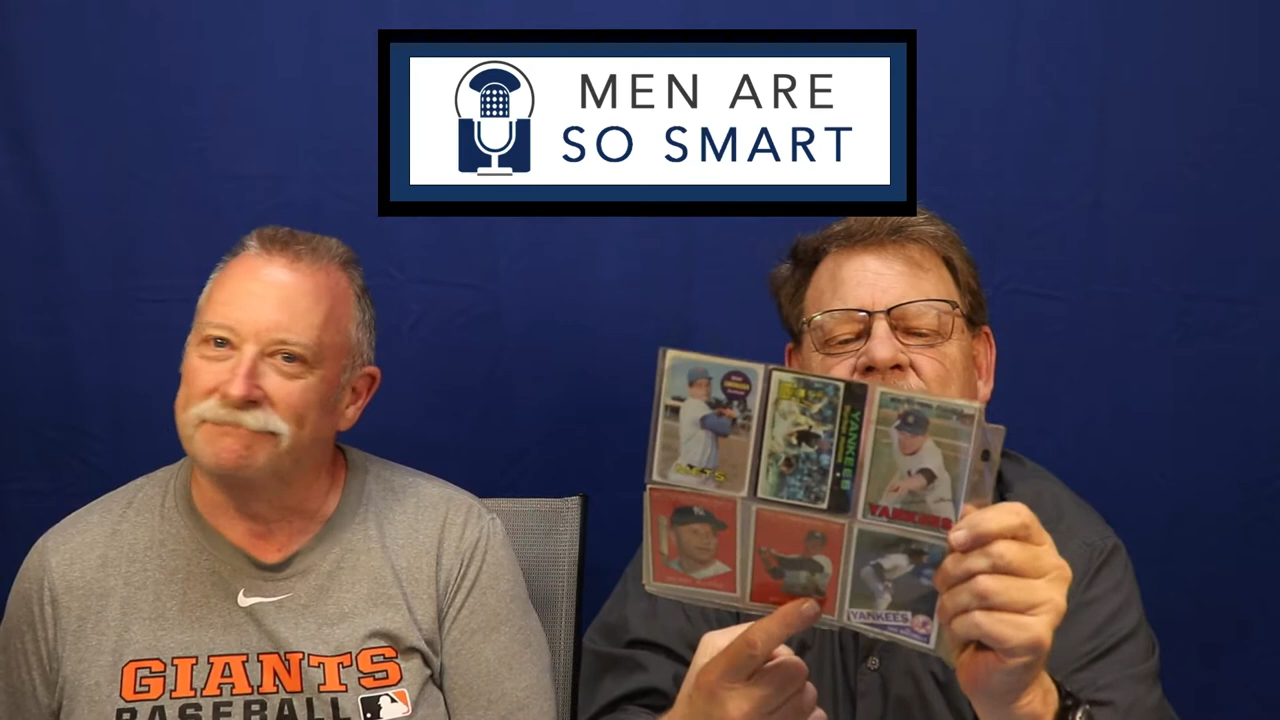 MEN ARE
SO SMART
METS
YANKEES
YANKEES
YANKEES
GIANTS
BASEBALL